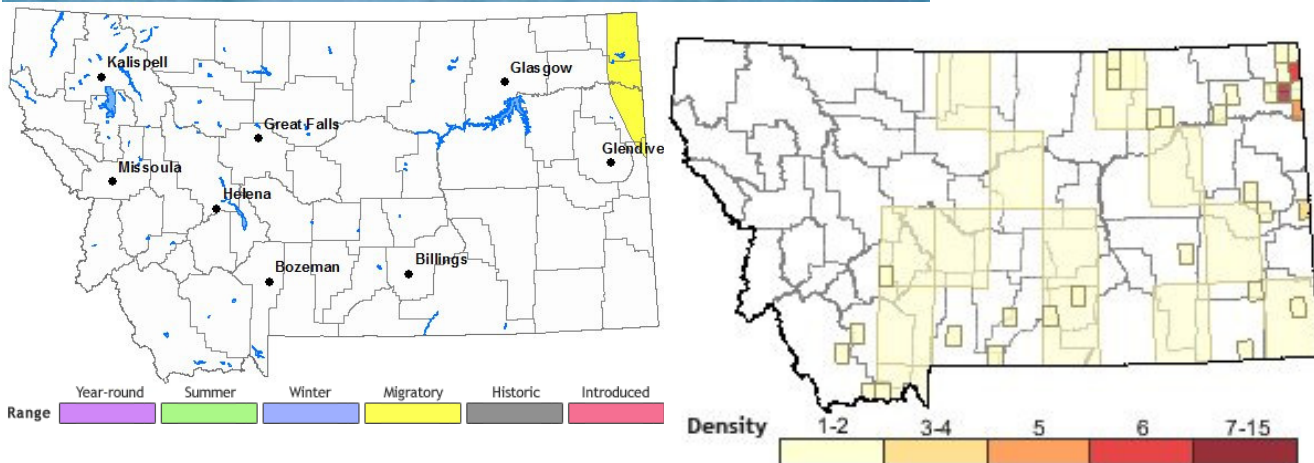 Kalispell
Glasgow
Great Falls
Glendive
Missoula
Helena
Bozeman
Billings
Year-round Summer Winter Migratory Historic Introduced
Range
Density 1-2 3-4 5 6 7-15